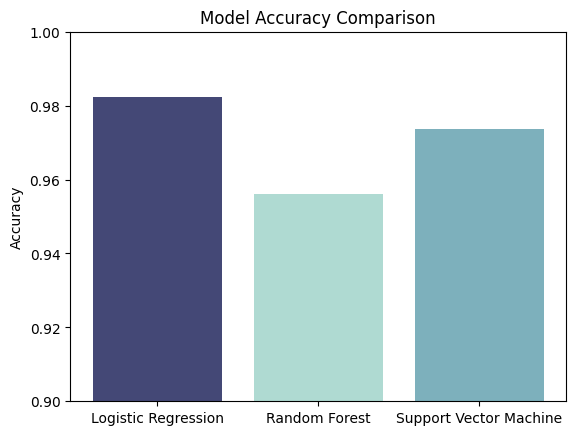 Model Accuracy Comparison
1.00
0.98
0.96
0.94
0.92
0.90
Accuracy
Logistic Regression
Random Forest
Support Vector Machine